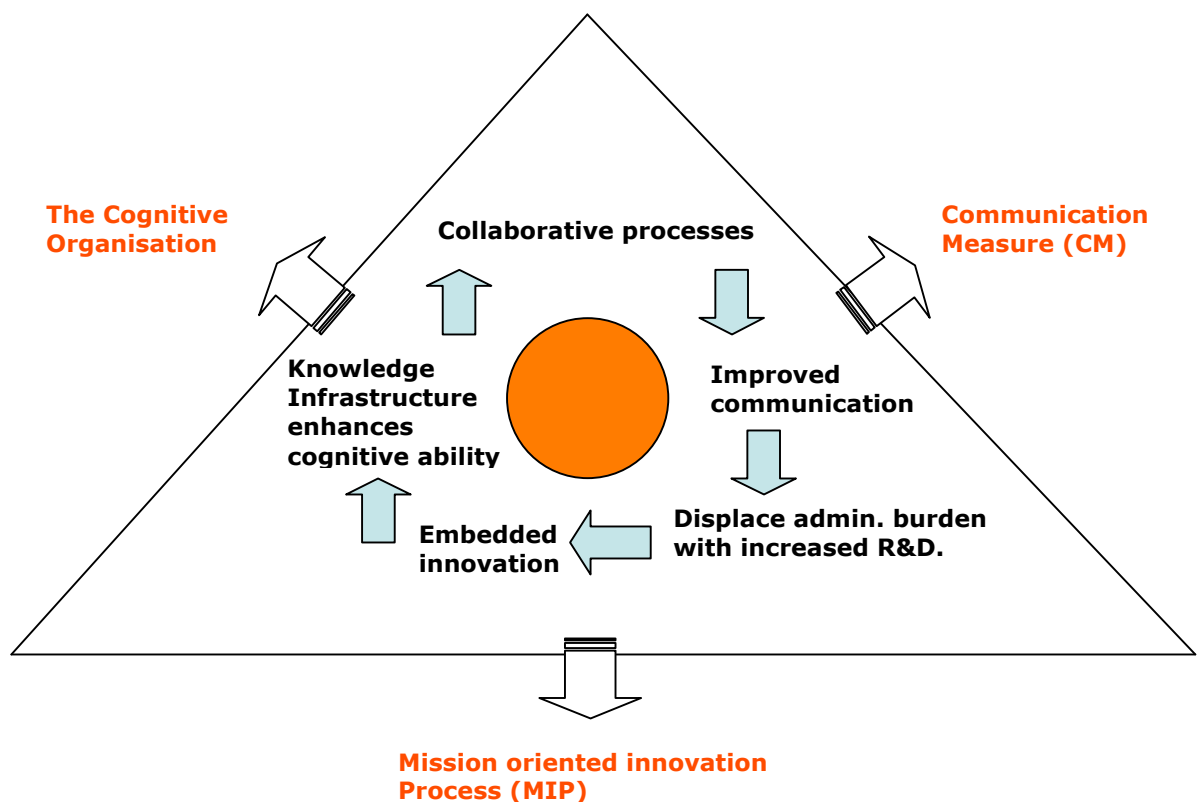 The Cognitive
Organisation
Communication
Measure (CM)
Collaborative processes
Knowledge
Infrastructure
enhances
cognitive ability
Improved
communication
Displace admin. burden
with increased R&D.
Embedded
innovation
Mission oriented innovation
Process (MIP)